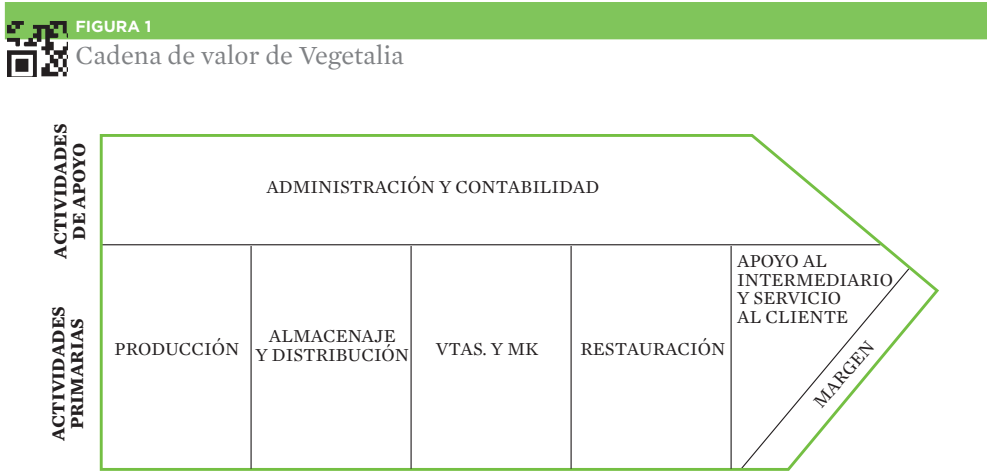 FIGURA 1
Cadena de valor de Vegetalia
ACTIVIDADES
DE APOYO
ADMINISTRACIÓN Y CONTABILIDAD
ACTIVIDADES
PRIMARIAS
PRODUCCIÓN
ALMACENAJE
Y DISTRIBUCIÓN
VTAS. Y MK
RESTAURACIÓN
APOYO AL
INTERMEDIARIO
Y SERVICIO
AL CLIENTE
MARGEN